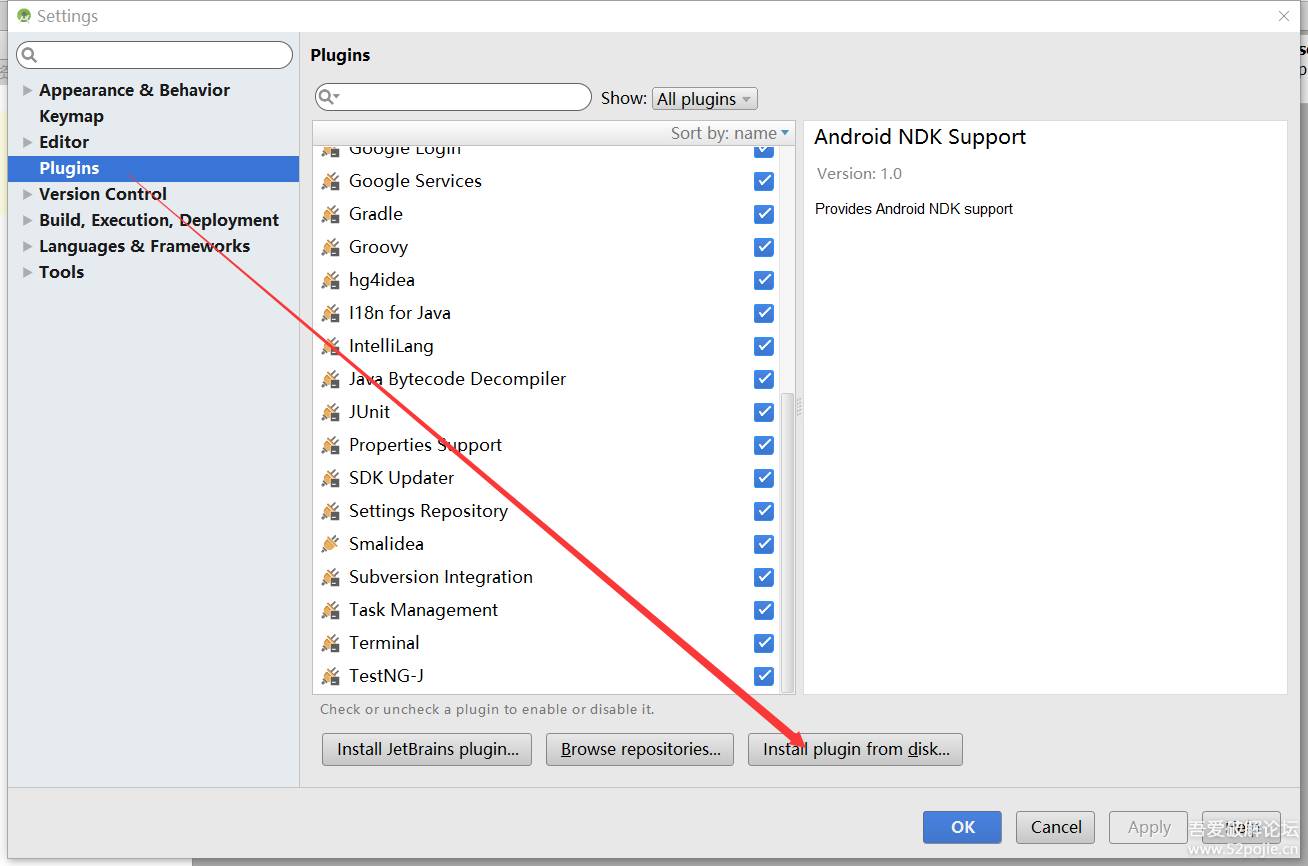 Settings
Appearance & Behavior
Keymap
Editor
Plugins
Version Control
Build, Execution, Deployment
Languages & Frameworks
Tools
Plugins
Show: All plugins
Sort by: name
Google Login
Google Services
Gradle
Groovy
hg4idea
I18n for Java
IntelliLang
Java Bytecode Decompiler
JUnit
Properties Support
SDK Updater
Settings Repository
Smalidea
Subversion Integration
Task Management
Terminal
TestNG-J
Check or uncheck a plugin to enable or disable it.
Install JetBrains plugin...
Browse repositories...
Install plugin from disk...
Android NDK Support
Version: 1.0
Provides Android NDK support
OK
Cancel
Apply
Help
吾爱破解论坛
www.52pojie.cn